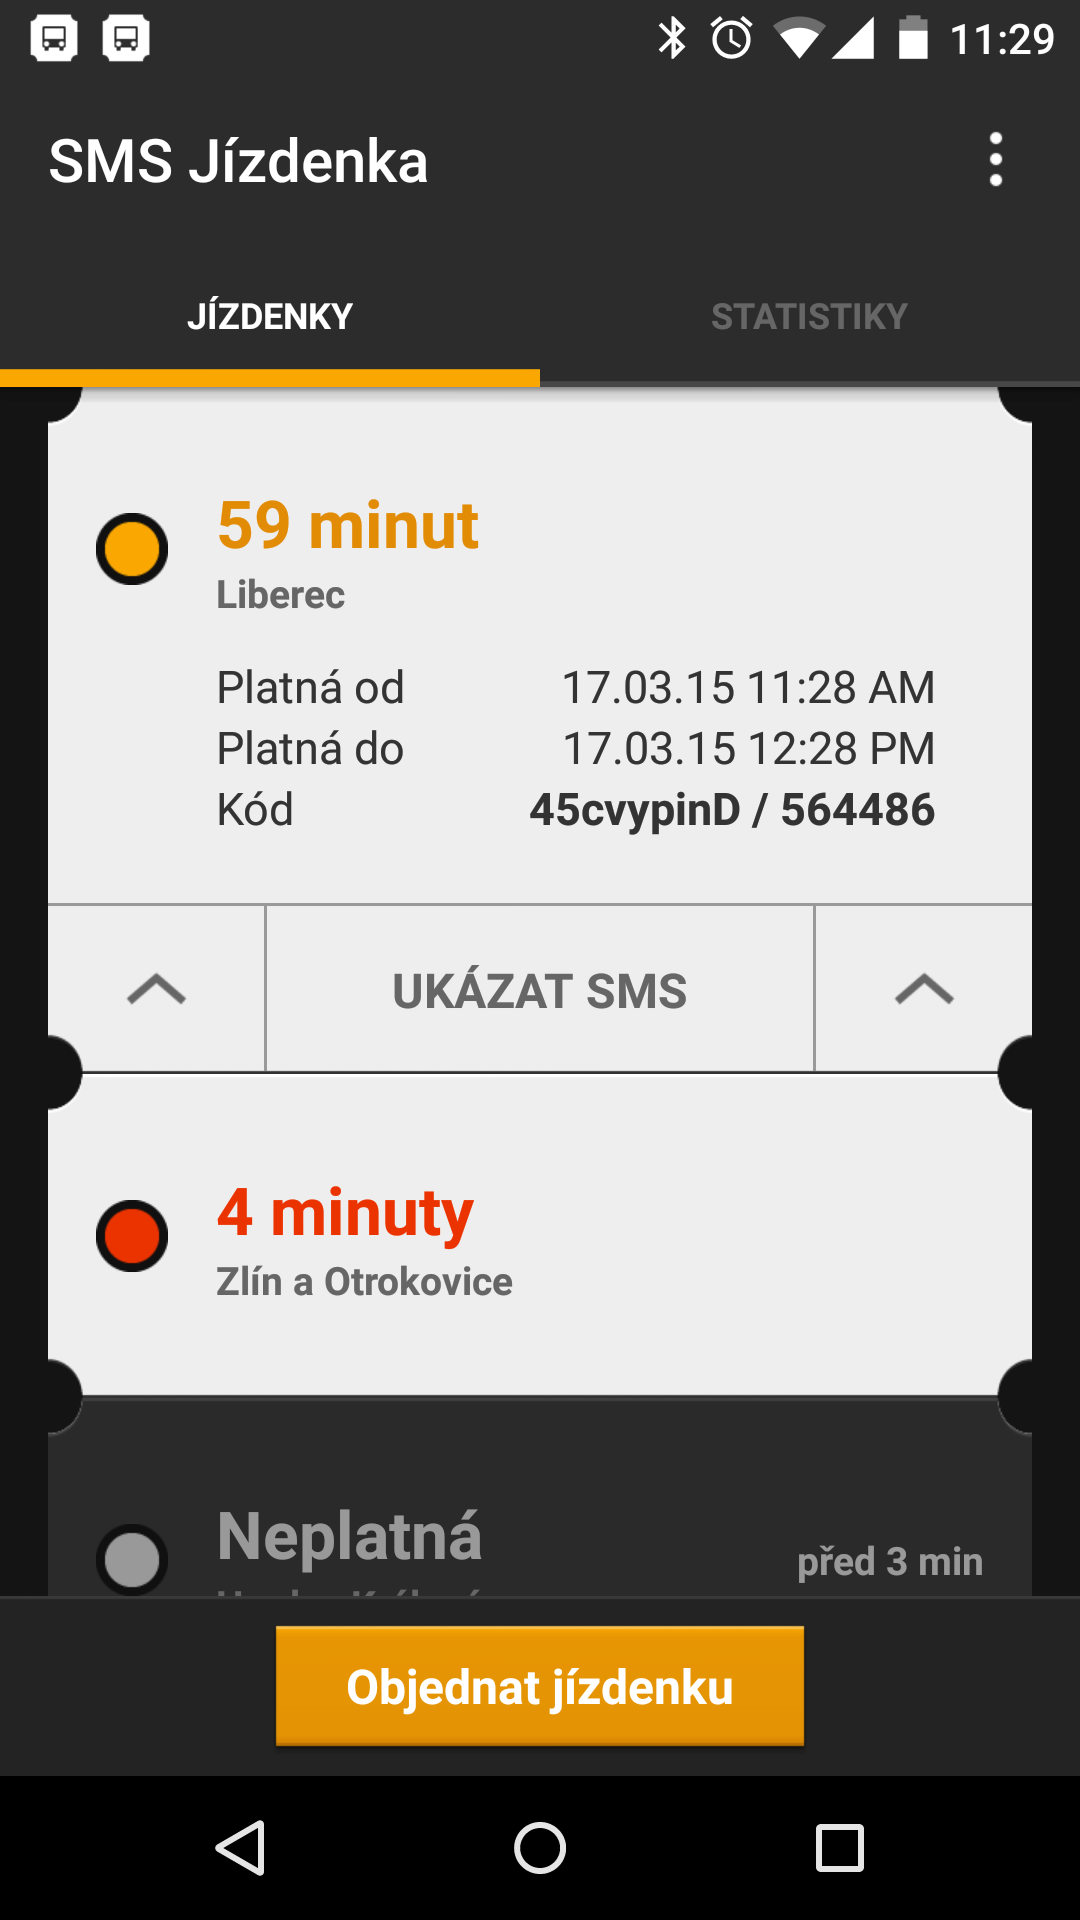 11:29
SMS Jízdenka
JÍZDENKY
STATISTIKY
59 minut
Liberec
Platná od 17.03.15 11:28 AM
Platná do 17.03.15 12:28 PM
Kód 45cvypinD / 564486
UKÁZAT SMS
4 minuty
Zlín a Otrokovice
Neplatná
před 3 min
Objednat jízdenku